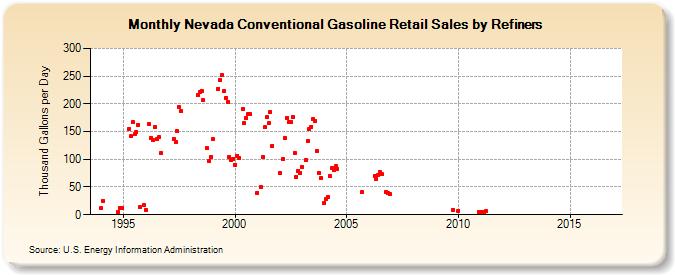 Monthly Nevada Conventional Gasoline Retail Sales by Refiners
Thousand Gallons per Day
300
250
200
150
100
50
0
1995 2000 2005 2010 2015
Source: U.S. Energy Information Administration